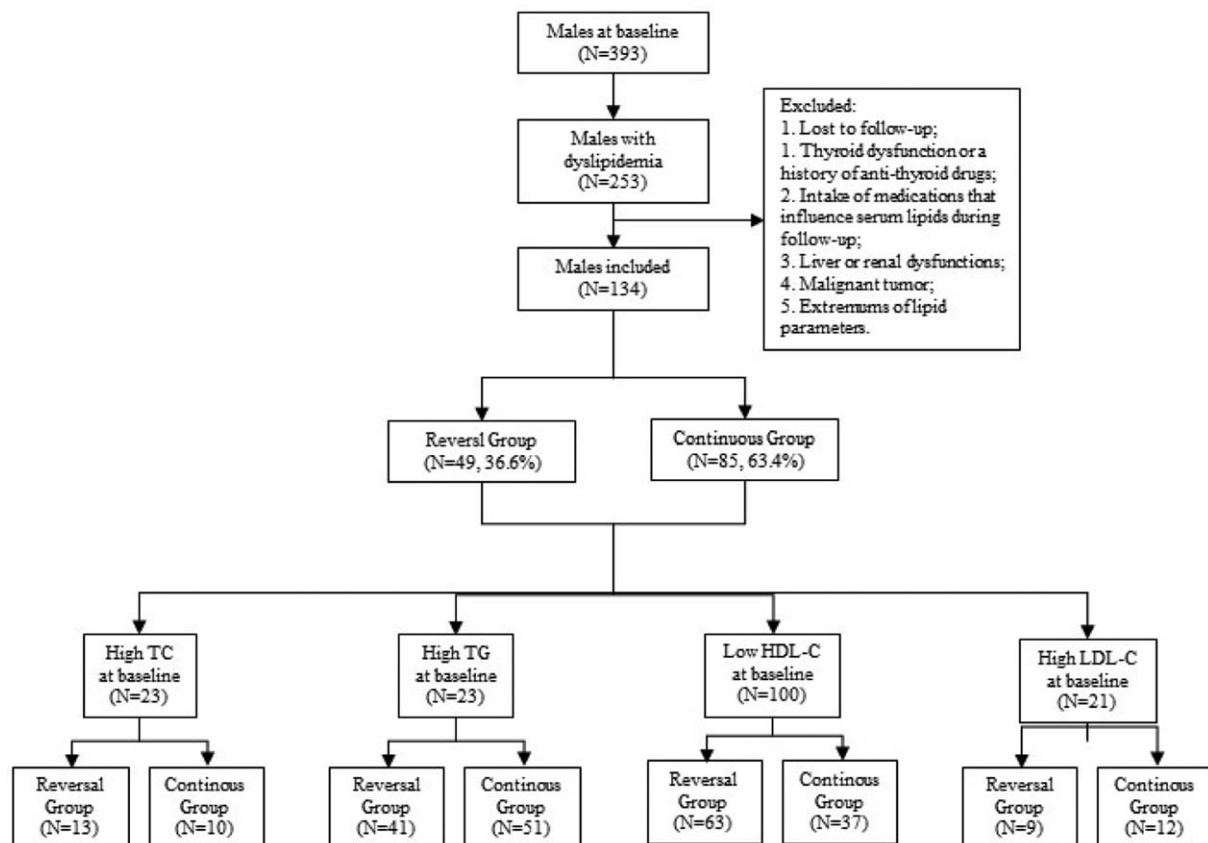 Males at baseline
(N=393)
Males with
dyslipidemia
(N=253)
Excluded:
1. Lost to follow-up;
1. Thyroid dysfunction or a
history of anti-thyroid drugs;
2. Intake of medications that
influence serum lipids during
follow-up;
3. Liver or renal dysfunctions;
4. Malignant tumor;
5. Extremums of lipid
parameters.
Males included
(N=134)
Reversl Group
(N=49, 36.6%)
Continuous Group
(N=85, 63.4%)
High TC
at baseline
(N=23)
High TG
at baseline
(N=23)
Low HDL-C
at baseline
(N=100)
High LDL-C
at baseline
(N=21)
Reversal
Group
(N=13)
Continous
Group
(N=10)
Reversal
Group
(N=41)
Continous
Group
(N=51)
Reversal
Group
(N=63)
Continous
Group
(N=37)
Reversal
Group
(N=9)
Continous
Group
(N=12)